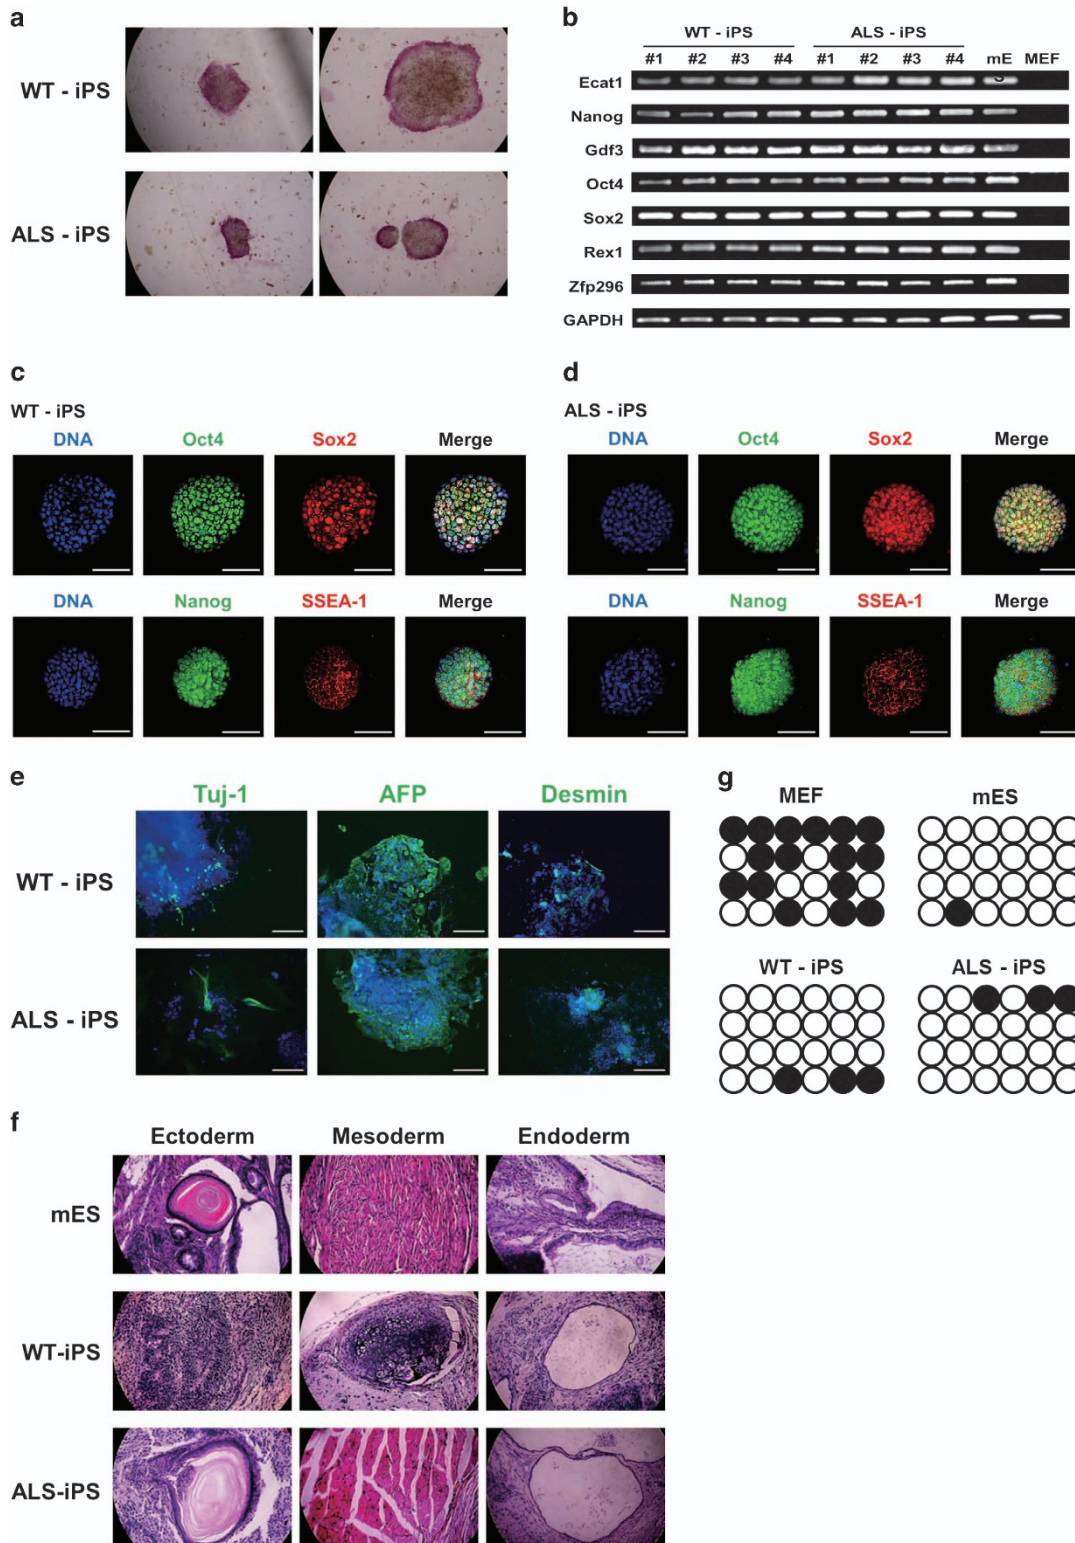 a
WT - iPS
ALS - iPS
b
WT - iPS ALS - iPS
#1 #2 #3 #4 #1 #2 #3 #4 mE MEF
S
Ecat1
Nanog
Gdf3
Oct4
Sox2
Rex1
Zfp296
GAPDH
c
WT - iPS
DNA Oct4 Sox2 Merge
DNA Nanog SSEA-1 Merge
d
ALS - iPS
DNA Oct4 Sox2 Merge
DNA Nanog SSEA-1 Merge
e
Tuj-1 AFP Desmin
WT - iPS
ALS - iPS
g
MEF mES
WT - iPS ALS - iPS
f
Ectoderm Mesoderm Endoderm
mES
WT-iPS
ALS-iPS